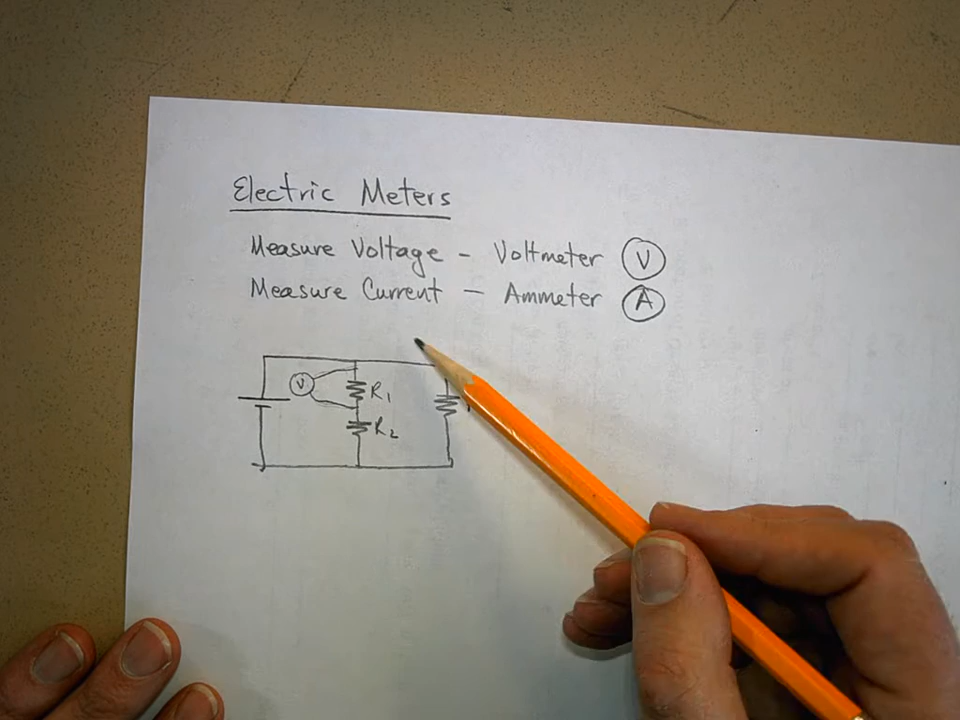 Electric Meters
Measure Voltage - Voltmeter V
Measure Current - Ammeter A
V R1
R2